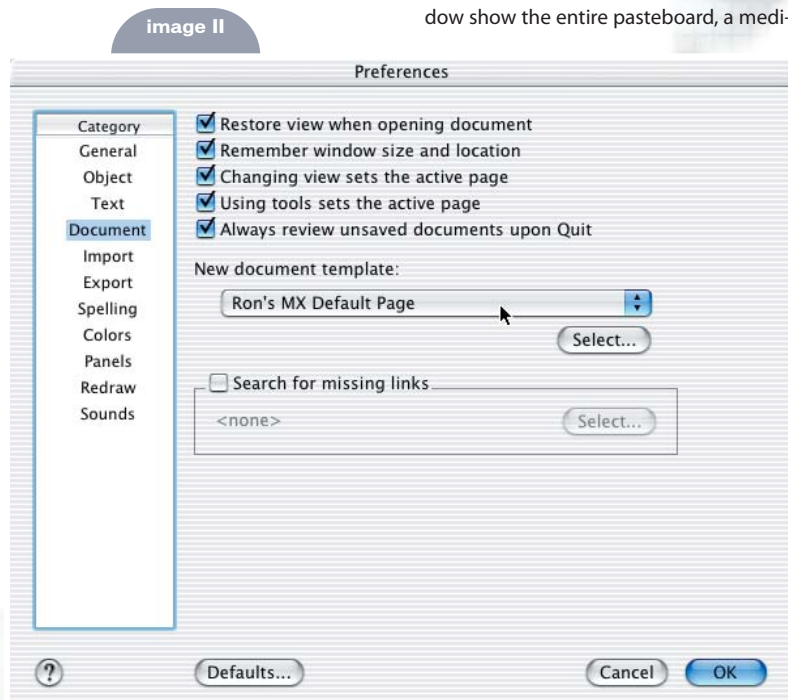 dow show the entire pasteboard, a medi-
image II
Preferences
Category
General
Object
Text
Document
Import
Export
Spelling
Colors
Panels
Redraw
Sounds
Restore view when opening document
Remember window size and location
Changing view sets the active page
Using tools sets the active page
Always review unsaved documents upon Quit
New document template:
Ron's MX Default Page
Select...
Search for missing links
<none>
Select...
?
Defaults...
Cancel
OK